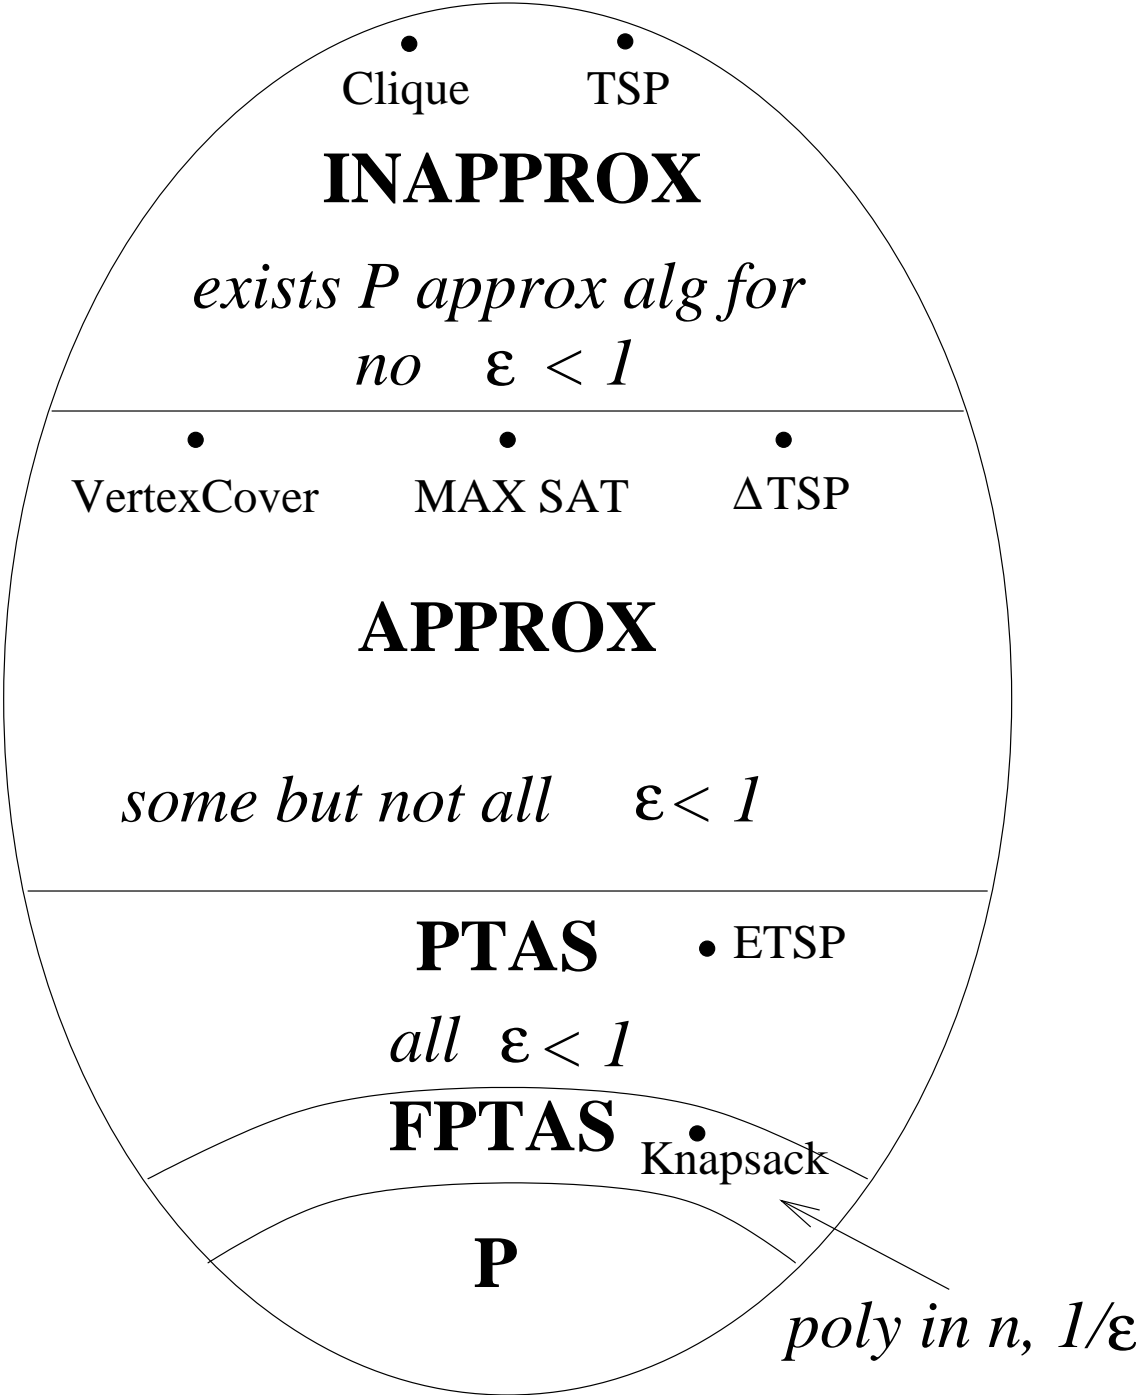 Clique TSP
INAPPROX
exists P approx alg for
no ε < 1
VertexCover MAX SAT ΔTSP
APPROX
some but not all ε < 1
PTAS ETSP
all ε < 1
FPTAS
Knapsack
P
poly in n, 1/ε